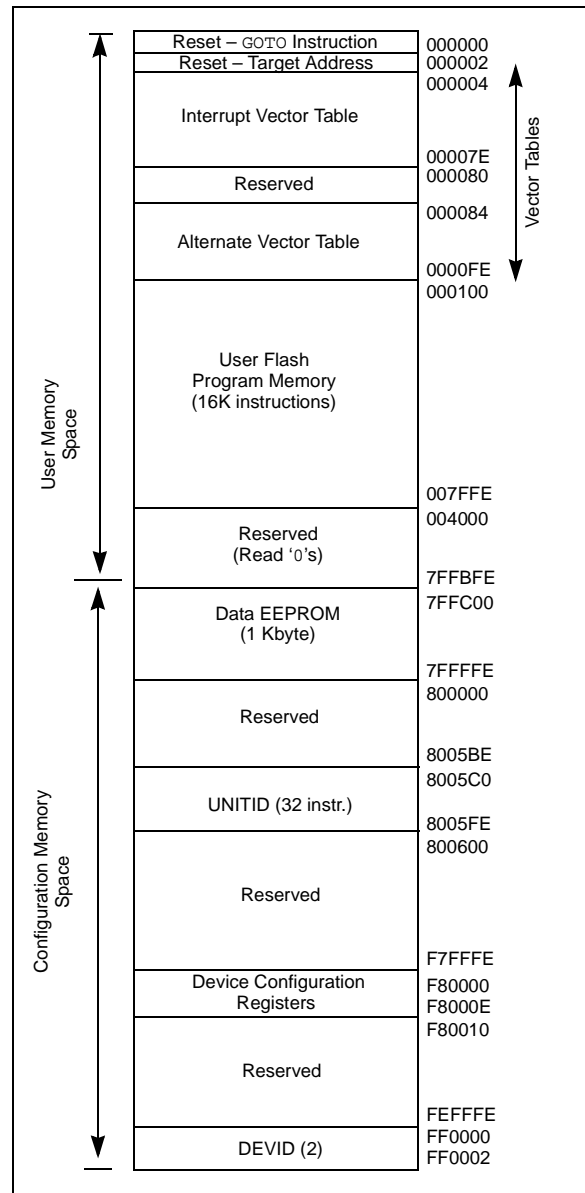 Reset – GOTO Instruction
000000
Reset – Target Address
000002
000004
Interrupt Vector Table
00007E
000080
Reserved
000084
Alternate Vector Table
0000FE
000100
Vector Tables
User Flash
Program Memory
(16K instructions)
007FFE
004000
Reserved
(Read ‘0’s)
7FFBFE
User Memory
Space
7FFC00
Data EEPROM
(1 Kbyte)
7FFFFE
800000
Reserved
8005BE
8005C0
UNITID (32 instr.)
8005FE
800600
Reserved
F7FFFE
Device Configuration
Registers
F80000
F8000E
F80010
Reserved
FEFFFE
FF0000
DEVID (2)
FF0002
Configuration Memory
Space